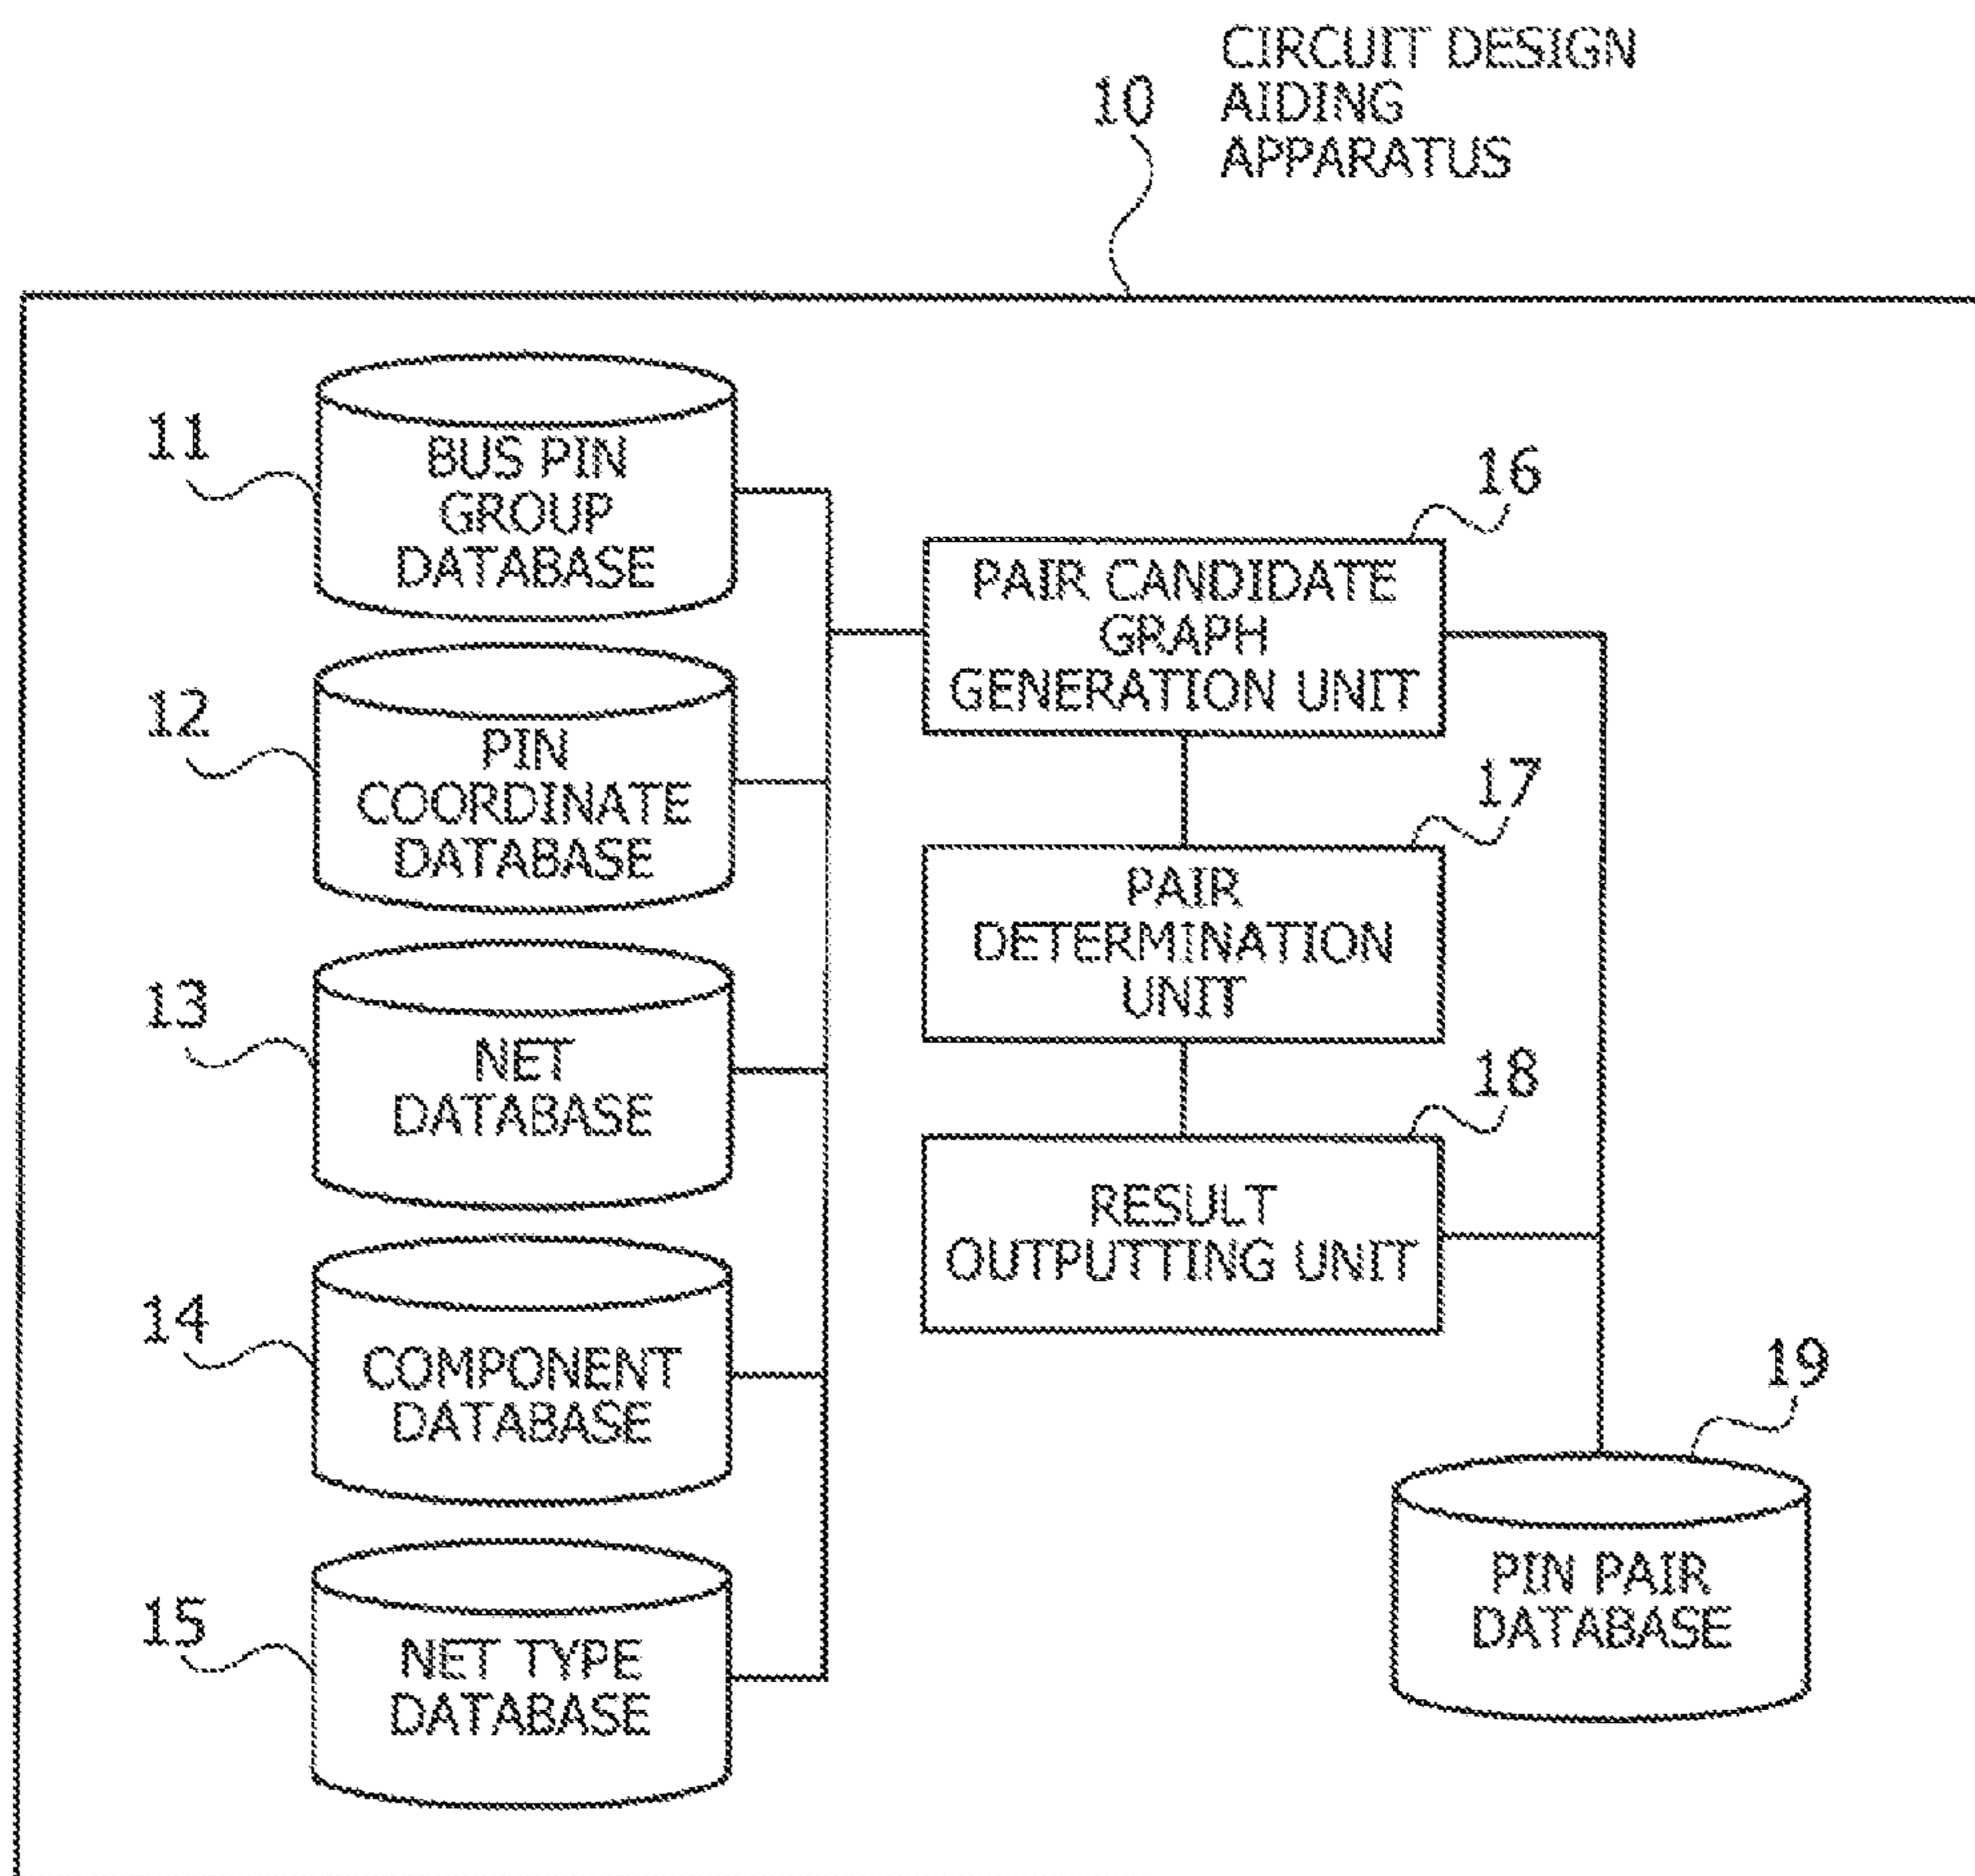 CIRCUIT DESIGN
AIDING
APPARATUS
10
11
BUS PIN
GROUP
DATABASE
12
PIN
COORDINATE
DATABASE
13
NET
DATABASE
14
COMPONENT
DATABASE
15
NET TYPE
DATABASE
16
PAIR CANDIDATE
GRAPH
GENERATION UNIT
17
PAIR
DETERMINATION
UNIT
18
RESULT
OUTPUTTING UNIT
19
PIN PAIR
DATABASE